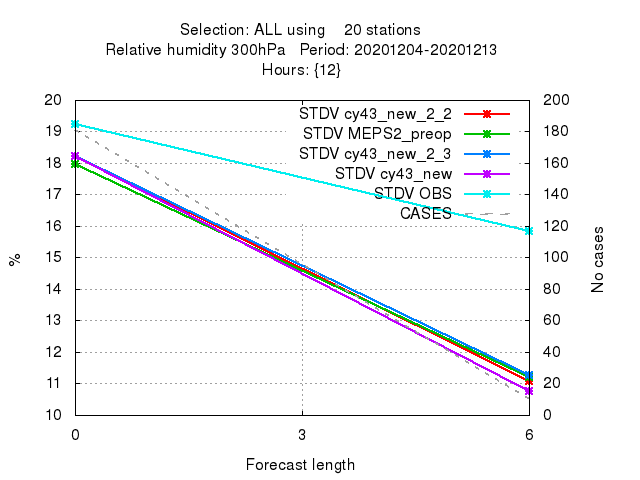 Selection: ALL using 20 stations
Relative humidity 300hPa Period: 20201204-20201213
Hours: {12}
20 200
STDV cy43_new_2_2
19 180
STDV MEPS2_preop
18 160
STDV cy43_new_2_3
STDV cy43_new
17 140
STDV OBS
16 120
CASES
15 100
14 80
13 60
12 40
11 20
10 0
%
No cases
0 3 6
Forecast length